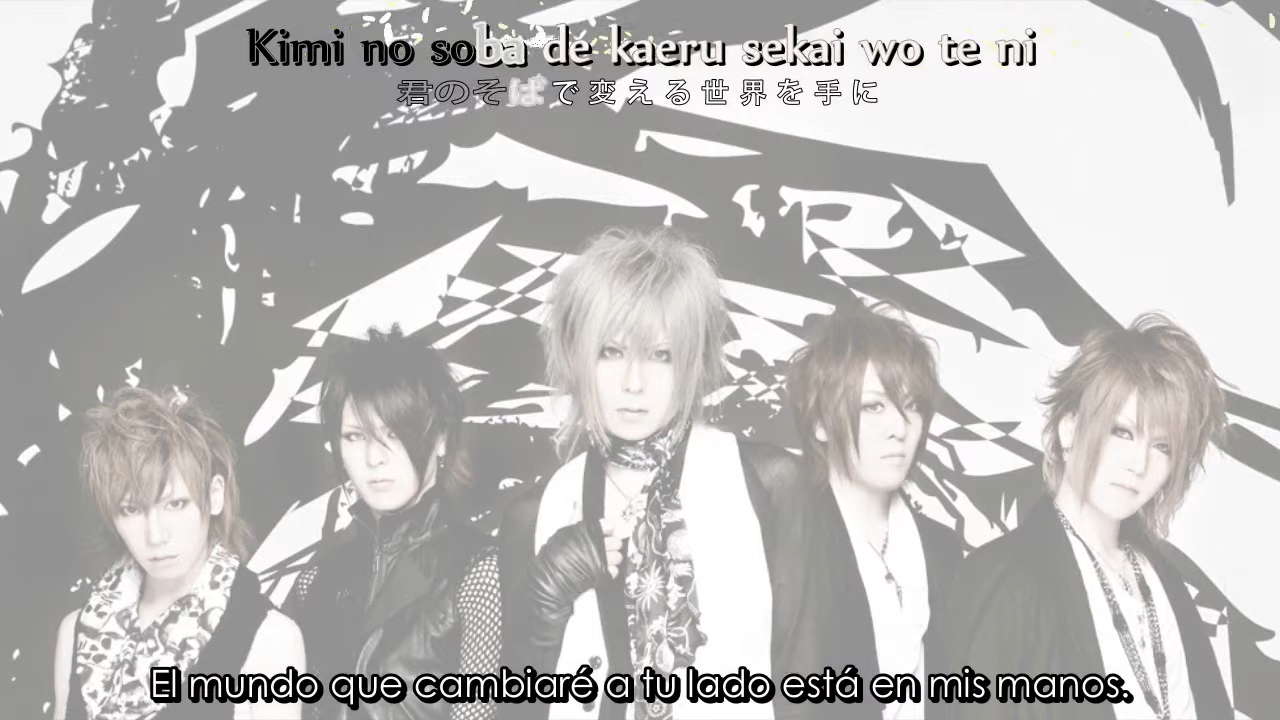 Kimi no soba de kaeru sekai wo te ni
君のそばで変える世界を手に
El mundo que cambiaré a tu lado está en mis manos.